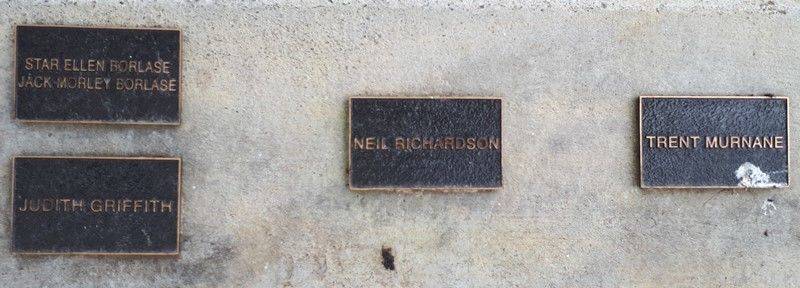 STAR ELLEN BORLASE
JACK MORLEY BORLASE
JUDITH GRIFFITH
NEIL RICHARDSON
TRENT MURNANE